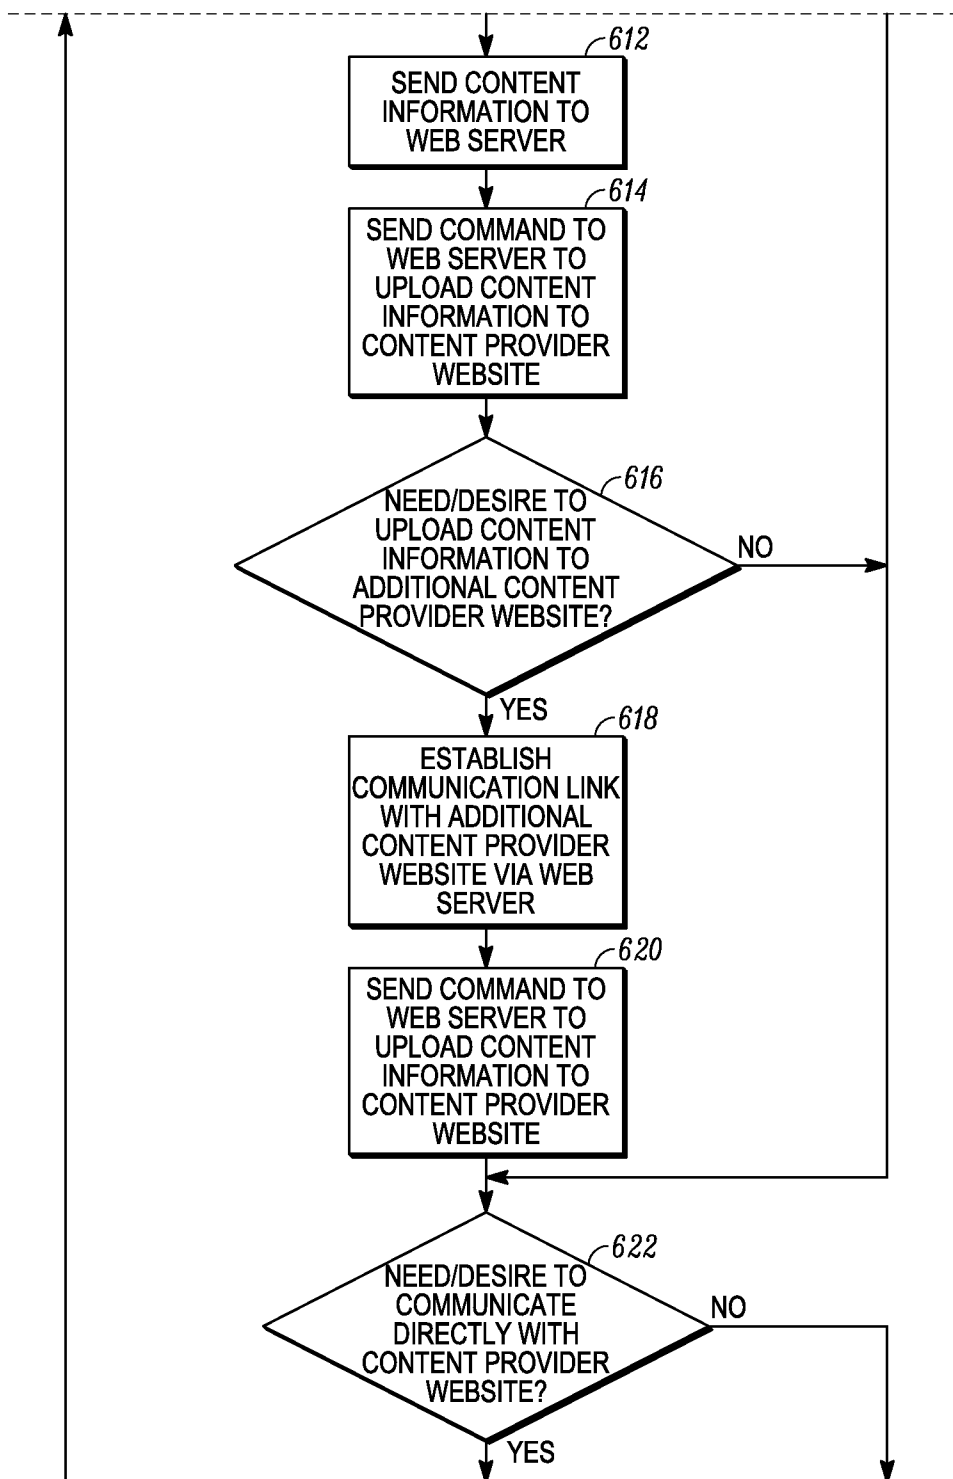 612
SEND CONTENT
INFORMATION TO
WEB SERVER
614
SEND COMMAND TO
WEB SERVER TO
UPLOAD CONTENT
INFORMATION TO
CONTENT PROVIDER
WEBSITE
616
NEED/DESIRE TO
UPLOAD CONTENT
INFORMATION TO
ADDITIONAL CONTENT
PROVIDER WEBSITE?
NO
YES
618
ESTABLISH
COMMUNICATION LINK
WITH ADDITIONAL
CONTENT PROVIDER
WEBSITE VIA WEB
SERVER
620
SEND COMMAND TO
WEB SERVER TO
UPLOAD CONTENT
INFORMATION TO
CONTENT PROVIDER
WEBSITE
622
NEED/DESIRE TO
COMMUNICATE
DIRECTLY WITH
CONTENT PROVIDER
WEBSITE?
NO
YES